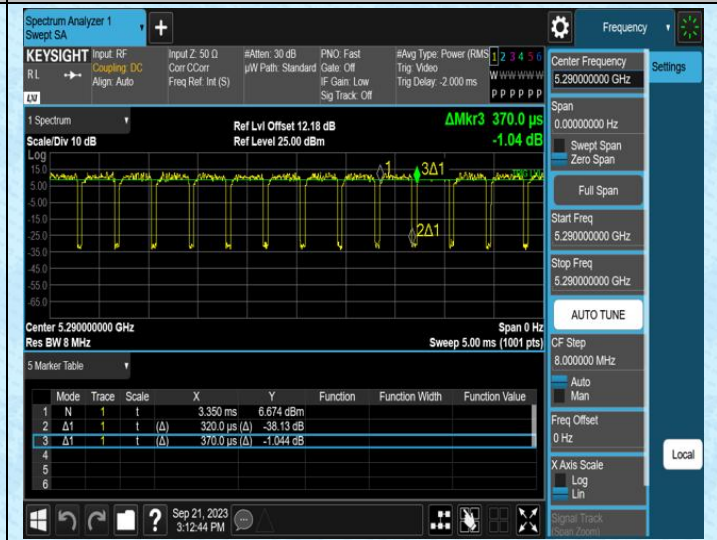 Spectrum Analyzer 1
Swept SA
+
Frequency
KEYSIGHT
RL
LXI
Input: RF
Coupling: DC
Align: Auto
Input Z: 50 Ω
Corr CCorr
Freq Ref: Int (S)
#Atten: 30 dB
µW Path: Standard
PNO: Fast
Gate: Off
IF Gain: Low
Sig Track: Off
#Avg Type: Power (RMS
Trig: Video
Trig Delay: -2.000 ms
1 2 3 4 5 6
W W W W W W
P P P P P P
1 Spectrum
Scale/Div 10 dB
Ref Lvl Offset 12.18 dB
Ref Level 25.00 dBm
ΔMkr3 370.0 µs
-1.04 dB
Log
15.0
5.00
-5.00
-15.0
-25.0
-35.0
-45.0
-55.0
-65.0
1
3Δ1
2Δ1
Center 5.290000000 GHz
Res BW 8 MHz
Span 0 Hz
Sweep 5.00 ms (1001 pts)
5 Marker Table
Mode Trace Scale X Y Function Function Width Function Value
1 N 1 t 3.350 ms 6.674 dBm
2 Δ1 1 t (Δ) 320.0 µs (Δ) -38.13 dB
3 Δ1 1 t (Δ) 370.0 µs (Δ) -1.044 dB
4
5
6
?
Sep 21, 2023
3:12:44 PM
Center Frequency
5.290000000 GHz
Span
0.00000000 Hz
Swept Span
Zero Span
Full Span
Start Freq
5.290000000 GHz
Stop Freq
5.290000000 GHz
AUTO TUNE
CF Step
8.000000 MHz
Auto
Man
Freq Offset
0 Hz
X Axis Scale
Log
Lin
Signal Track
(Span Zoom)
Settings
Local